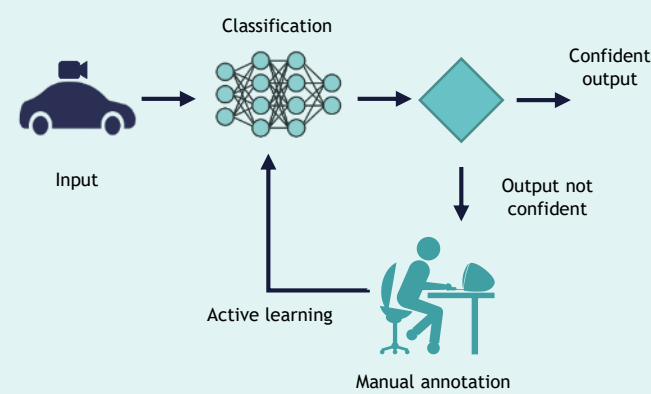 Classification
Confident
output
Input
Output not
confident
Active learning
Manual annotation